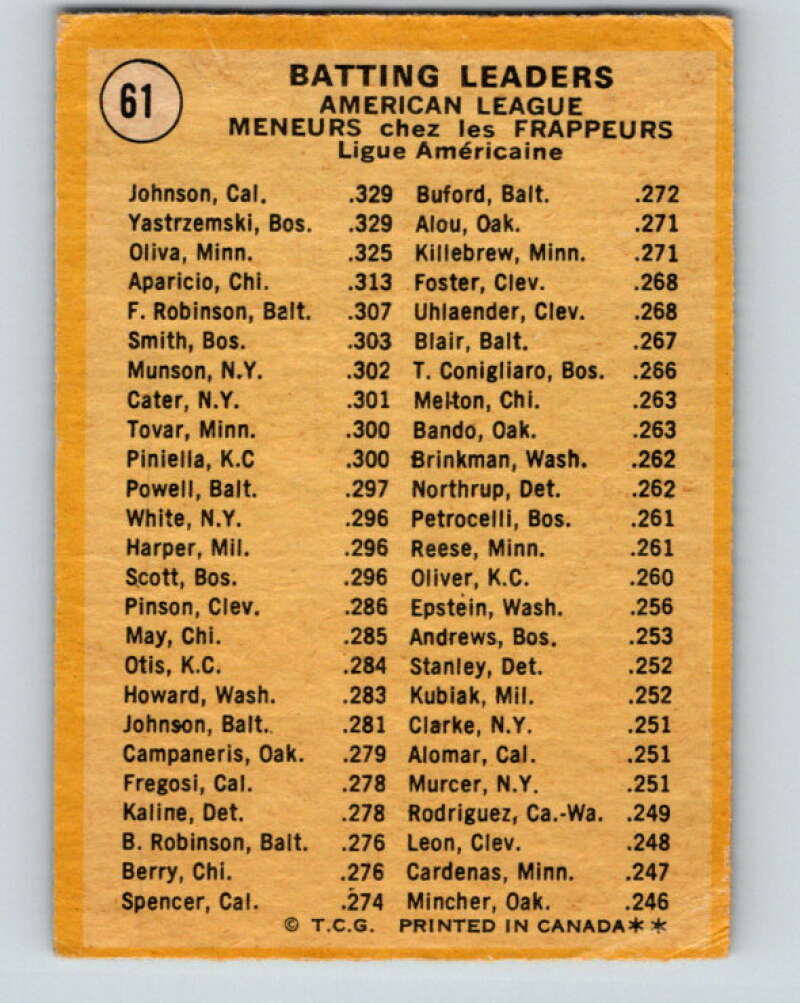 61
BATTING LEADERS
AMERICAN LEAGUE
MENEURS chez les FRAPPEURS
Ligue Américaine
Johnson, Cal. .329 Buford, Balt. .272
Yastrzemski, Bos. .329 Alou, Oak. .271
Oliva, Minn. .325 Killebrew, Minn. .271
Aparicio, Chi. .313 Foster, Clev. .268
F. Robinson, Balt. .307 Uhlaender, Clev. .268
Smith, Bos. .303 Blair, Balt. .267
Munson, N.Y. .302 T. Conigliaro, Bos. .266
Cater, N.Y. .301 Melton, Chi. .263
Tovar, Minn. .300 Bando, Oak. .263
Piniella, K.C .300 Brinkman, Wash. .262
Powell, Balt. .297 Northrup, Det. .262
White, N.Y. .296 Petrocelli, Bos. .261
Harper, Mil. .296 Reese, Minn. .261
Scott, Bos. .296 Oliver, K.C. .260
Pinson, Clev. .286 Epstein, Wash. .256
May, Chi. .285 Andrews, Bos. .253
Otis, K.C. .284 Stanley, Det. .252
Howard, Wash. .283 Kubiak, Mil. .252
Johnson, Balt. .281 Clarke, N.Y. .251
Campaneris, Oak. .279 Alomar, Cal. .251
Fregosi, Cal. .278 Murcer, N.Y. .251
Kaline, Det. .278 Rodriguez, Ca.-Wa. .249
B. Robinson, Balt. .276 Leon, Clev. .248
Berry, Chi. .276 Cardenas, Minn. .247
Spencer, Cal. .274 Mincher, Oak. .246
© T.C.G. PRINTED IN CANADA**